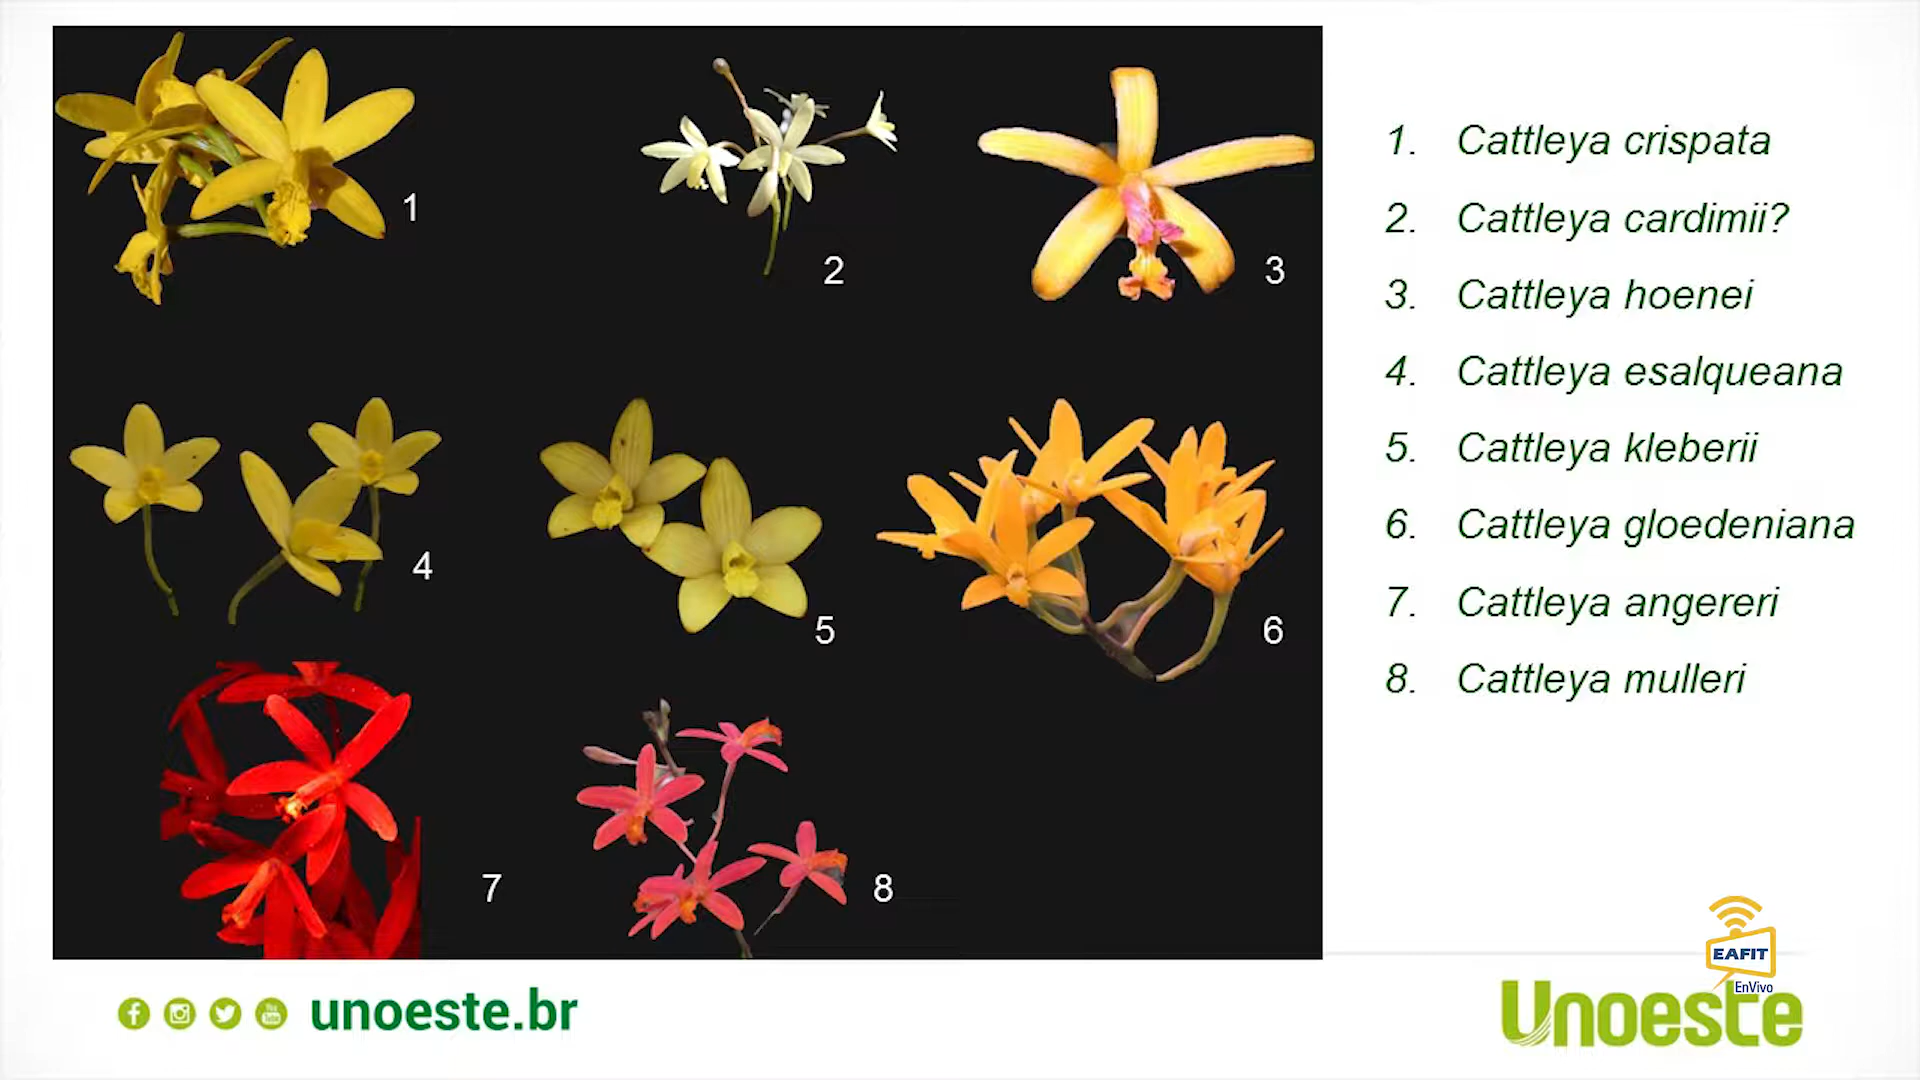 1
2
3
4
5
6
7
8
1. Cattleya crispata
2. Cattleya cardimii?
3. Cattleya hoenei
4. Cattleya esalqueana
5. Cattleya kleberii
6. Cattleya gloedeniana
7. Cattleya angereri
8. Cattleya mulleri
EAFIT
EnVivo
unoeste.br
Unoeste